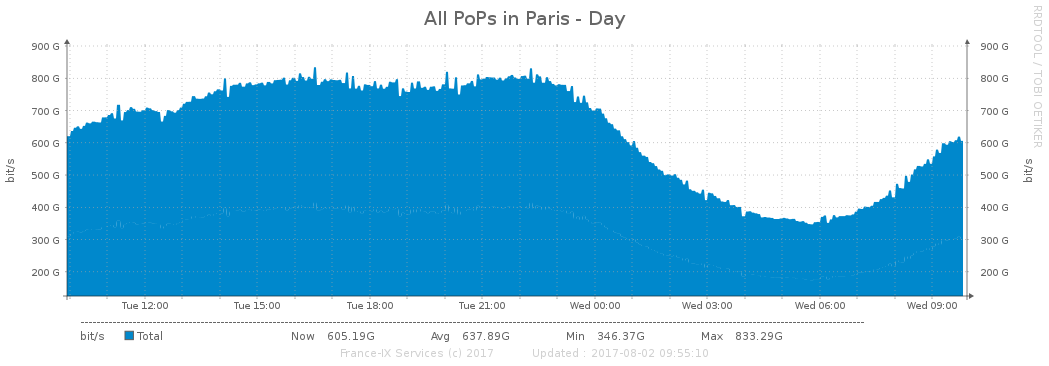 All PoPs in Paris - Day
RRDTOOL / TOBI OETIKER
900 G 900 G
800 G 800 G
700 G 700 G
600 G 600 G
500 G 500 G
400 G 400 G
300 G 300 G
200 G 200 G
bit/s
bit/s
Tue 12:00 Tue 15:00 Tue 18:00 Tue 21:00 Wed 00:00 Wed 03:00 Wed 06:00 Wed 09:00
bit/s Total Now 605.19G Avg 637.89G Min 346.37G Max 833.29G
France-IX Services (c) 2017 Updated : 2017-08-02 09:55:10